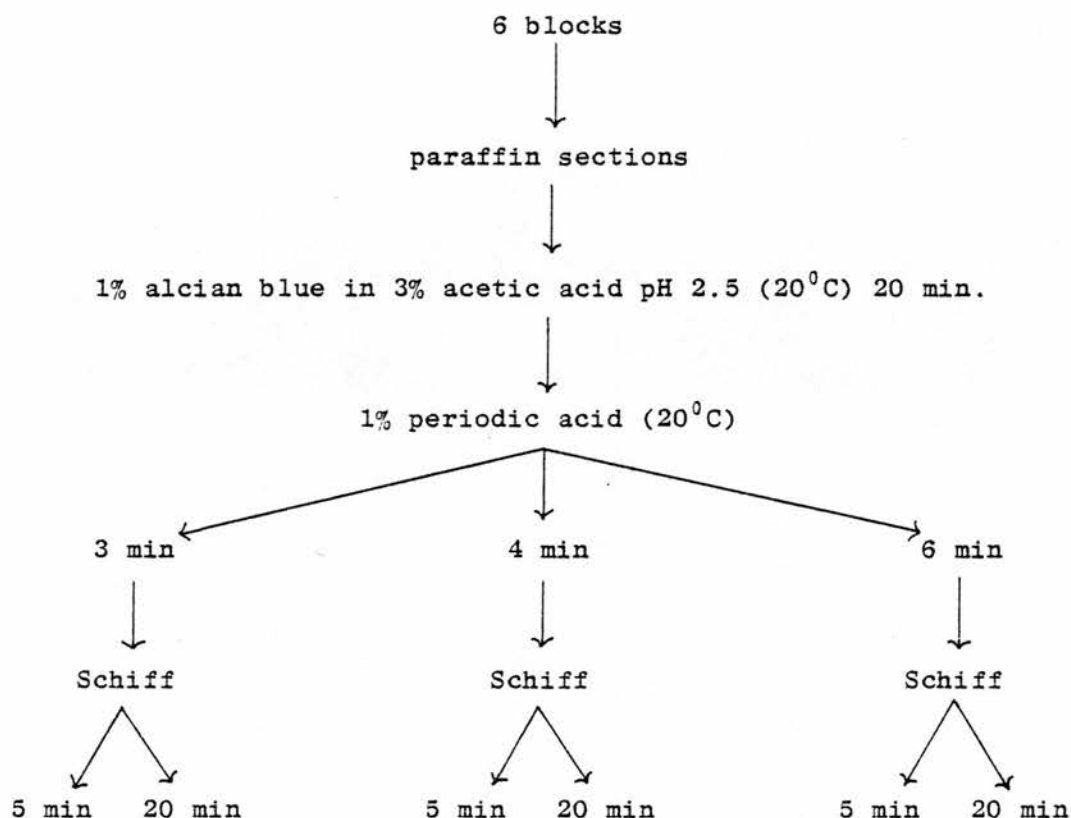 6 blocks
paraffin sections
1% alcian blue in 3% acetic acid pH 2.5 (20⁰C) 20 min.
1% periodic acid (20⁰C)
3 min 4 min 6 min
Schiff Schiff Schiff
5 min 20 min 5 min 20 min 5 min 20 min